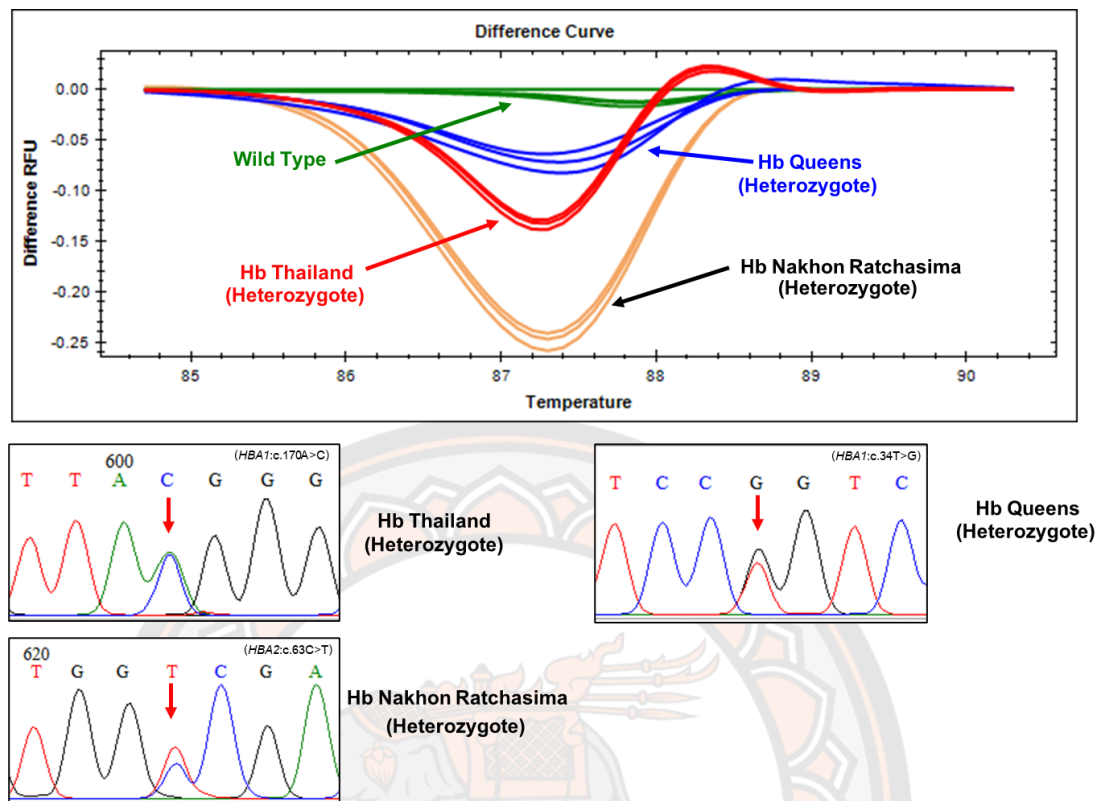 Difference Curve
Difference RFU
0.00
-0.05
-0.10
-0.15
-0.20
-0.25
Wild Type
Hb Queens
(Heterozygote)
Hb Thailand
(Heterozygote)
Hb Nakhon Ratchasima
(Heterozygote)
85 86 87 88 89 90
Temperature
600 (HBA1:c.170A>C)
T T A C G G G
Hb Thailand
(Heterozygote)
(HBA1:c.34T>G)
T C C G G T C
Hb Queens
(Heterozygote)
620 (HBA2:c.63C>T)
T G G T C G A
Hb Nakhon Ratchasima
(Heterozygote)